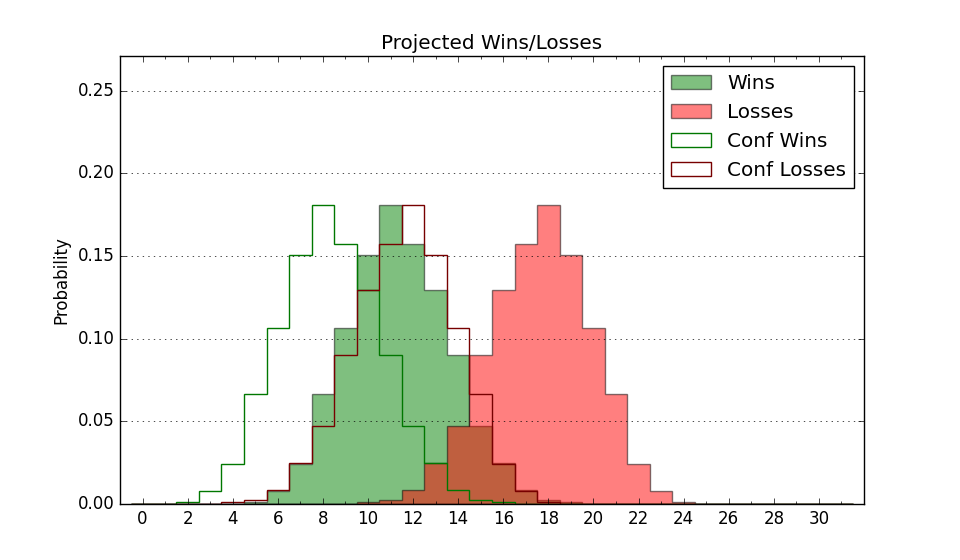 Projected Wins/Losses
Wins
Losses
Conf Wins
Conf Losses
Probability
0.25
0.20
0.15
0.10
0.05
0.00
0 2 4 6 8 10 12 14 16 18 20 22 24 26 28 30